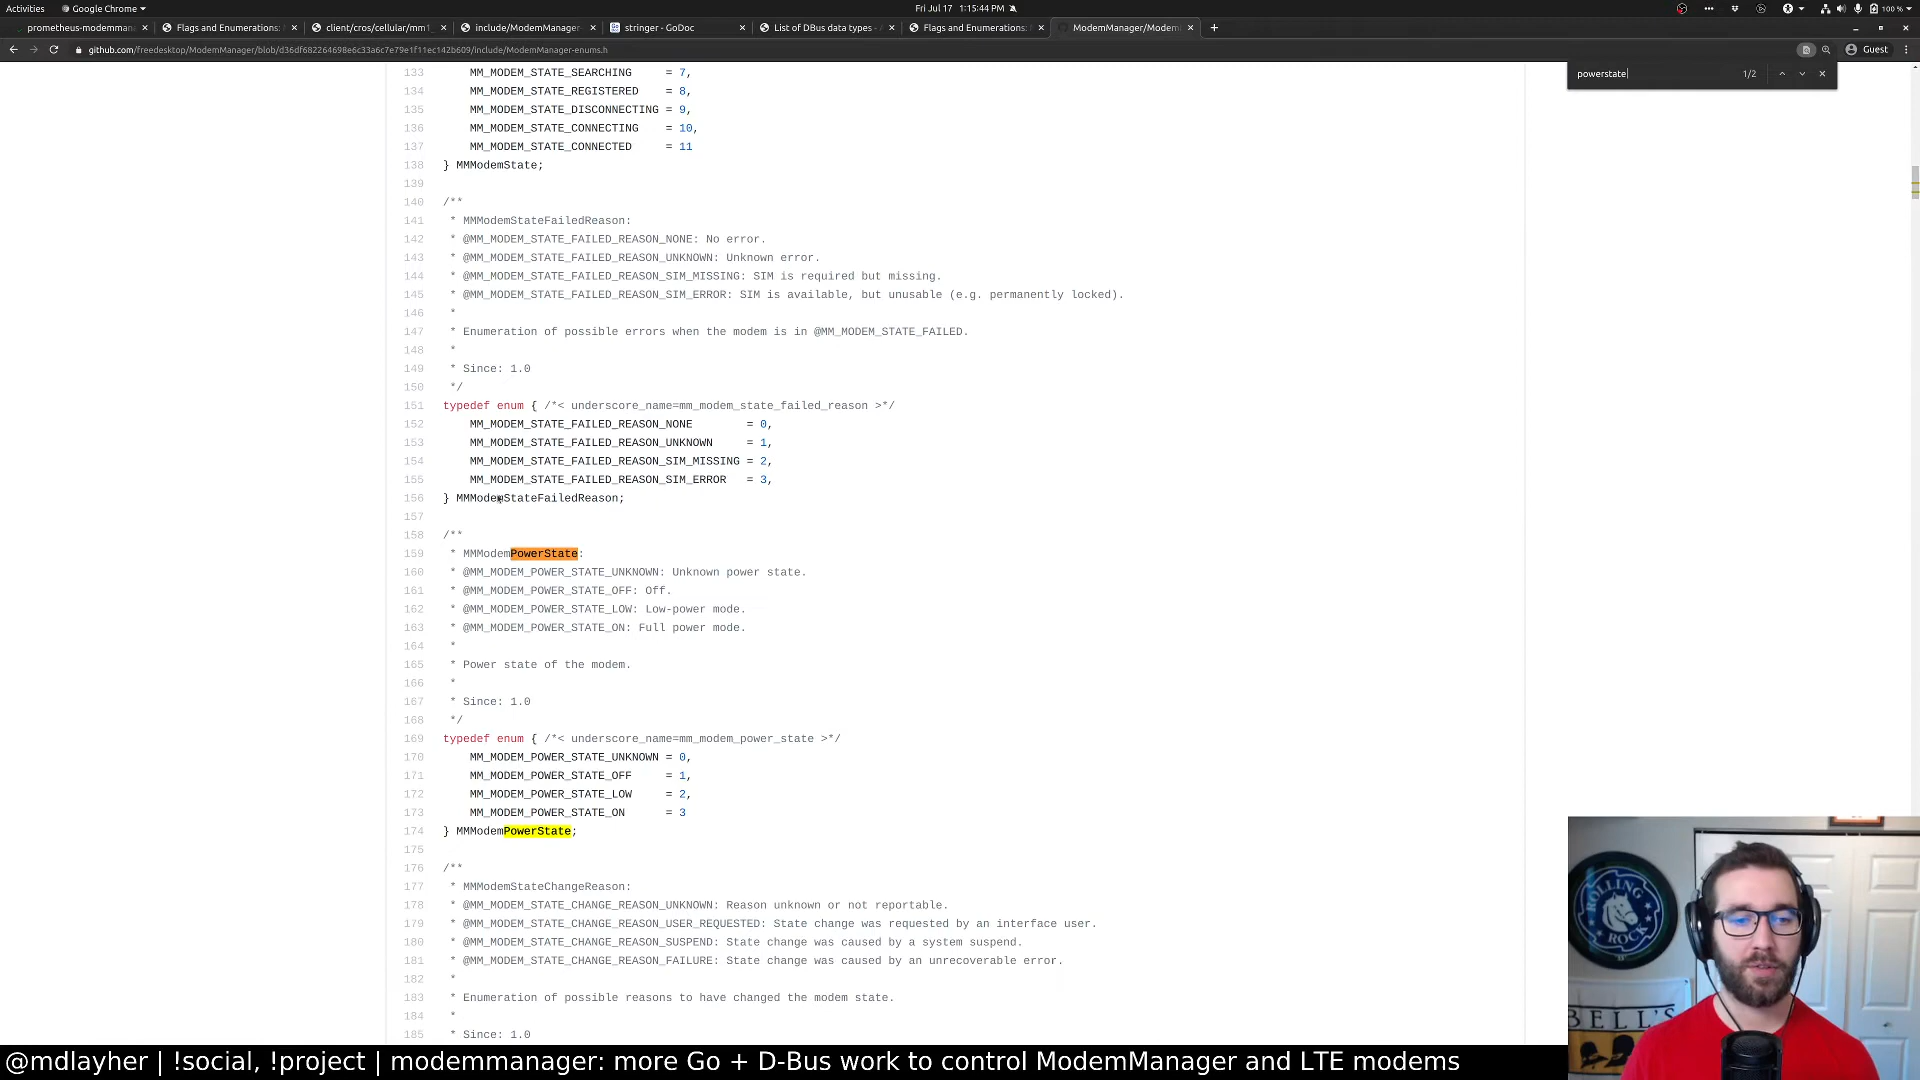 Activities
Google Chrome
Fri Jul 17 1:15:44 PM
100 %
prometheus-modemmana
Flags and Enumerations:
client/cros/cellular/mm1_
include/ModemManager-
stringer - GoDoc
List of DBus data types -
Flags and Enumerations:
ModemManager/Modem
github.com/freedesktop/ModemManager/blob/d36df682264698e6c33a6c7e79e1f11ec142b609/include/ModemManager-enums.h
Guest
powerstate
1/2
133 MM_MODEM_STATE_SEARCHING = 7,
134 MM_MODEM_STATE_REGISTERED = 8,
135 MM_MODEM_STATE_DISCONNECTING = 9,
136 MM_MODEM_STATE_CONNECTING = 10,
137 MM_MODEM_STATE_CONNECTED = 11
138 } MMModemState;
139
140 /**
141 * MMModemStateFailedReason:
142 * @MM_MODEM_STATE_FAILED_REASON_NONE: No error.
143 * @MM_MODEM_STATE_FAILED_REASON_UNKNOWN: Unknown error.
144 * @MM_MODEM_STATE_FAILED_REASON_SIM_MISSING: SIM is required but missing.
145 * @MM_MODEM_STATE_FAILED_REASON_SIM_ERROR: SIM is available, but unusable (e.g. permanently locked).
146 *
147 * Enumeration of possible errors when the modem is in @MM_MODEM_STATE_FAILED.
148 *
149 * Since: 1.0
150 */
151 typedef enum { /*< underscore_name=mm_modem_state_failed_reason >*/
152 MM_MODEM_STATE_FAILED_REASON_NONE = 0,
153 MM_MODEM_STATE_FAILED_REASON_UNKNOWN = 1,
154 MM_MODEM_STATE_FAILED_REASON_SIM_MISSING = 2,
155 MM_MODEM_STATE_FAILED_REASON_SIM_ERROR = 3,
156 } MMModemStateFailedReason;
157
158 /**
159 * MMModemPowerState:
160 * @MM_MODEM_POWER_STATE_UNKNOWN: Unknown power state.
161 * @MM_MODEM_POWER_STATE_OFF: Off.
162 * @MM_MODEM_POWER_STATE_LOW: Low-power mode.
163 * @MM_MODEM_POWER_STATE_ON: Full power mode.
164 *
165 * Power state of the modem.
166 *
167 * Since: 1.0
168 */
169 typedef enum { /*< underscore_name=mm_modem_power_state >*/
170 MM_MODEM_POWER_STATE_UNKNOWN = 0,
171 MM_MODEM_POWER_STATE_OFF = 1,
172 MM_MODEM_POWER_STATE_LOW = 2,
173 MM_MODEM_POWER_STATE_ON = 3
174 } MMModemPowerState;
175
176 /**
177 * MMModemStateChangeReason:
178 * @MM_MODEM_STATE_CHANGE_REASON_UNKNOWN: Reason unknown or not reportable.
179 * @MM_MODEM_STATE_CHANGE_REASON_USER_REQUESTED: State change was requested by an interface user.
180 * @MM_MODEM_STATE_CHANGE_REASON_SUSPEND: State change was caused by a system suspend.
181 * @MM_MODEM_STATE_CHANGE_REASON_FAILURE: State change was caused by an unrecoverable error.
182 *
183 * Enumeration of possible reasons to have changed the modem state.
184 *
185 * Since: 1.0
ROLLING
ROCK
BELL'S
@mdlayher | !social, !project | modemmanager: more Go + D-Bus work to control ModemManager and LTE modems